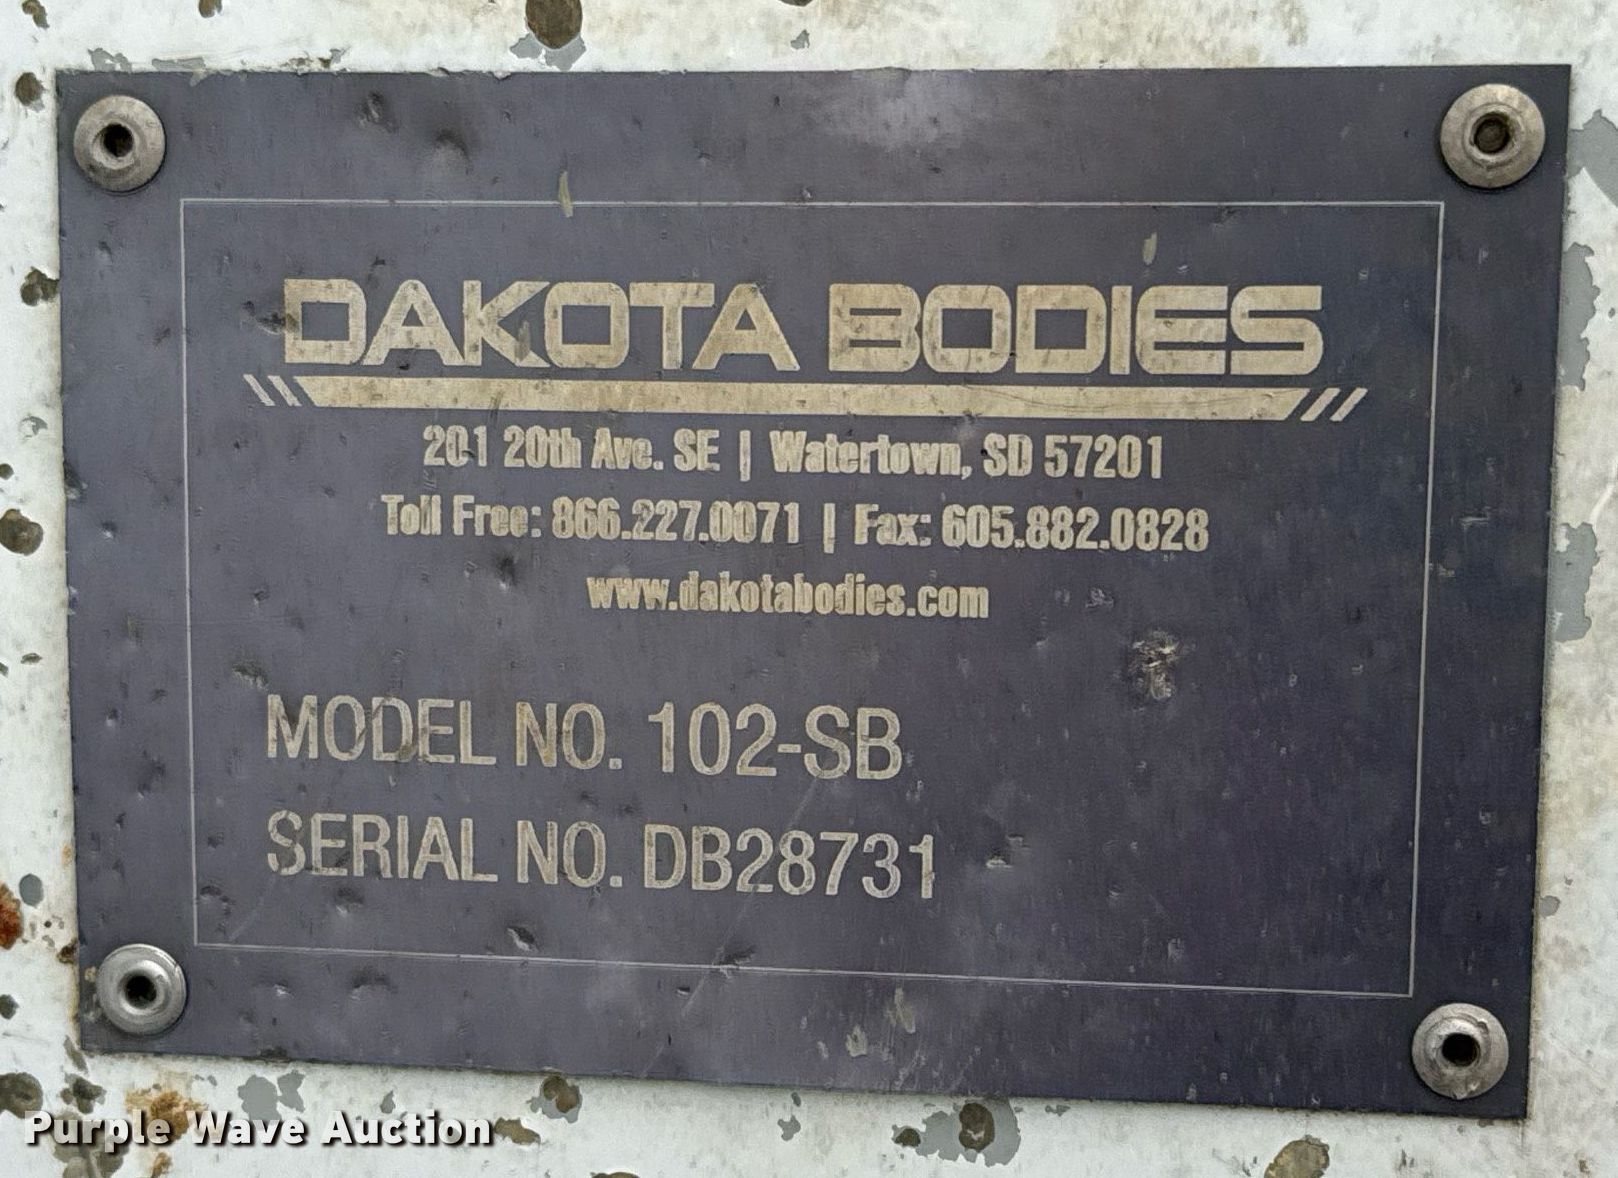 DAKOTA BODIES
201 20th Ave. SE | Watertown, SD 57201
Toll Free: 866.227.0071 | Fax: 605.882.0828
www.dakotabodies.com
MODEL NO. 102-SB
SERIAL NO. DB28731
Purple Wave Auction